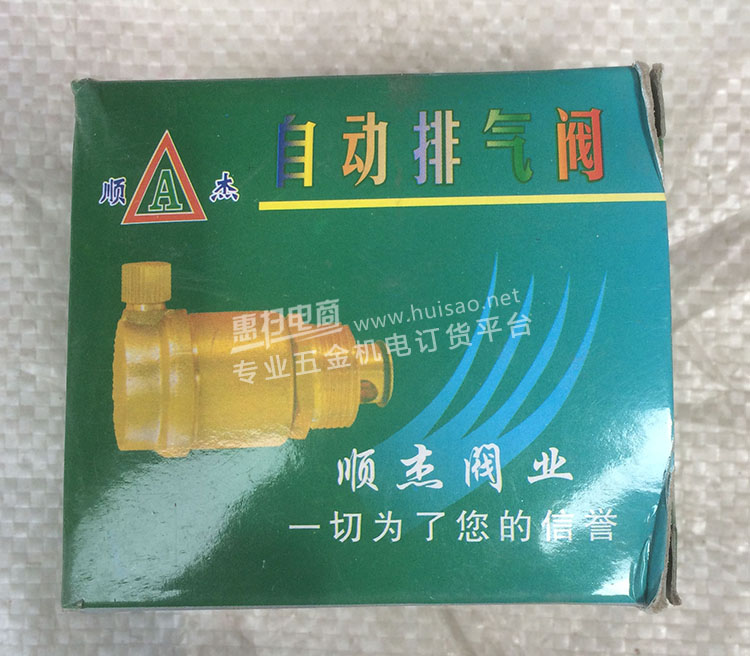 自动排气阀
顺 A 杰
惠扫电商 www.huisao.net
专业五金机电订货平台
顺杰阀业
一切为了您的信誉